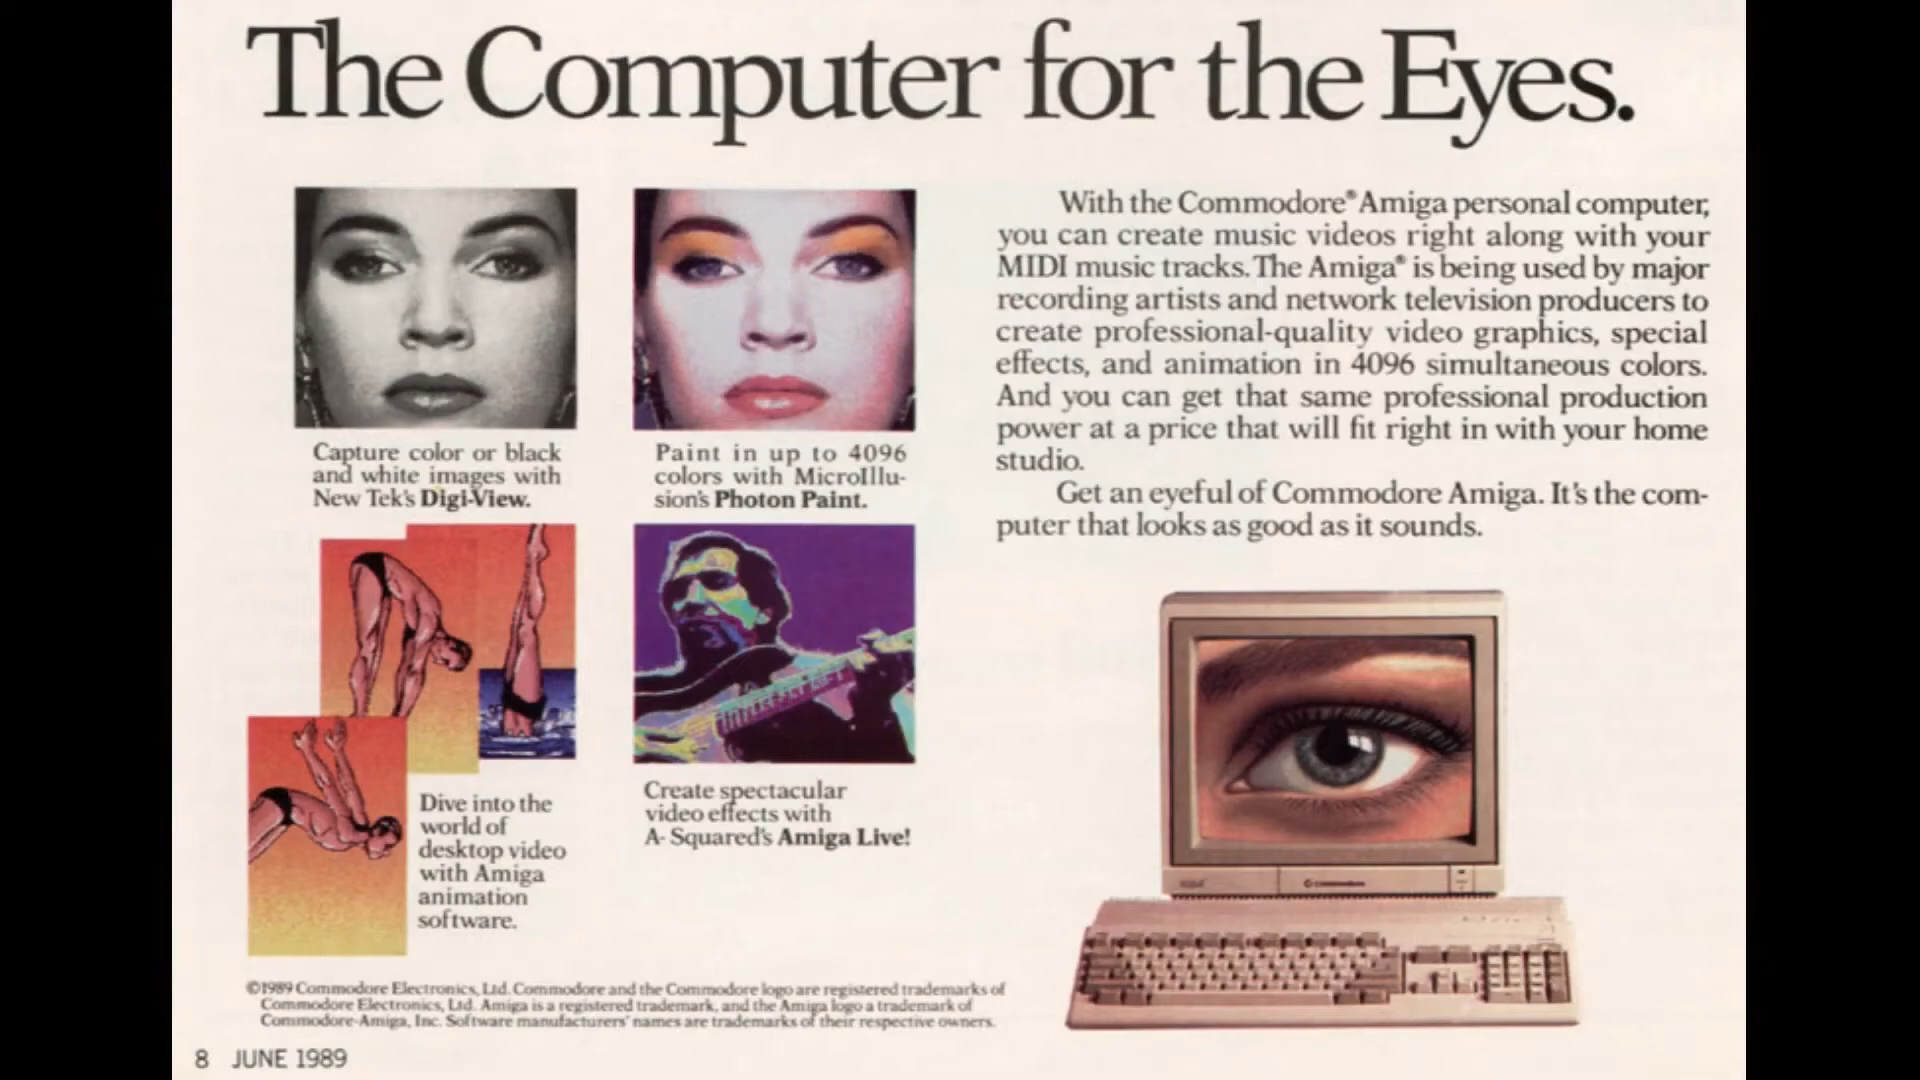 The Computer for the Eyes.
Capture color or black
and white images with
New Tek's Digi-View.
Paint in up to 4096
colors with MicroIllu-
sion's Photon Paint.
Dive into the
world of
desktop video
with Amiga
animation
software.
Create spectacular
video effects with
A-Squared's Amiga Live!
With the Commodore® Amiga personal computer,
you can create music videos right along with your
MIDI music tracks. The Amiga® is being used by major
recording artists and network television producers to
create professional-quality video graphics, special
effects, and animation in 4096 simultaneous colors.
And you can get that same professional production
power at a price that will fit right in with your home
studio.
Get an eyeful of Commodore Amiga. It's the com-
puter that looks as good as it sounds.
Commodore
©1989 Commodore Electronics, Ltd. Commodore and the Commodore logo are registered trademarks of
Commodore Electronics, Ltd. Amiga is a registered trademark, and the Amiga logo a trademark of
Commodore-Amiga, Inc. Software manufacturers' names are trademarks of their respective owners.
8 JUNE 1989